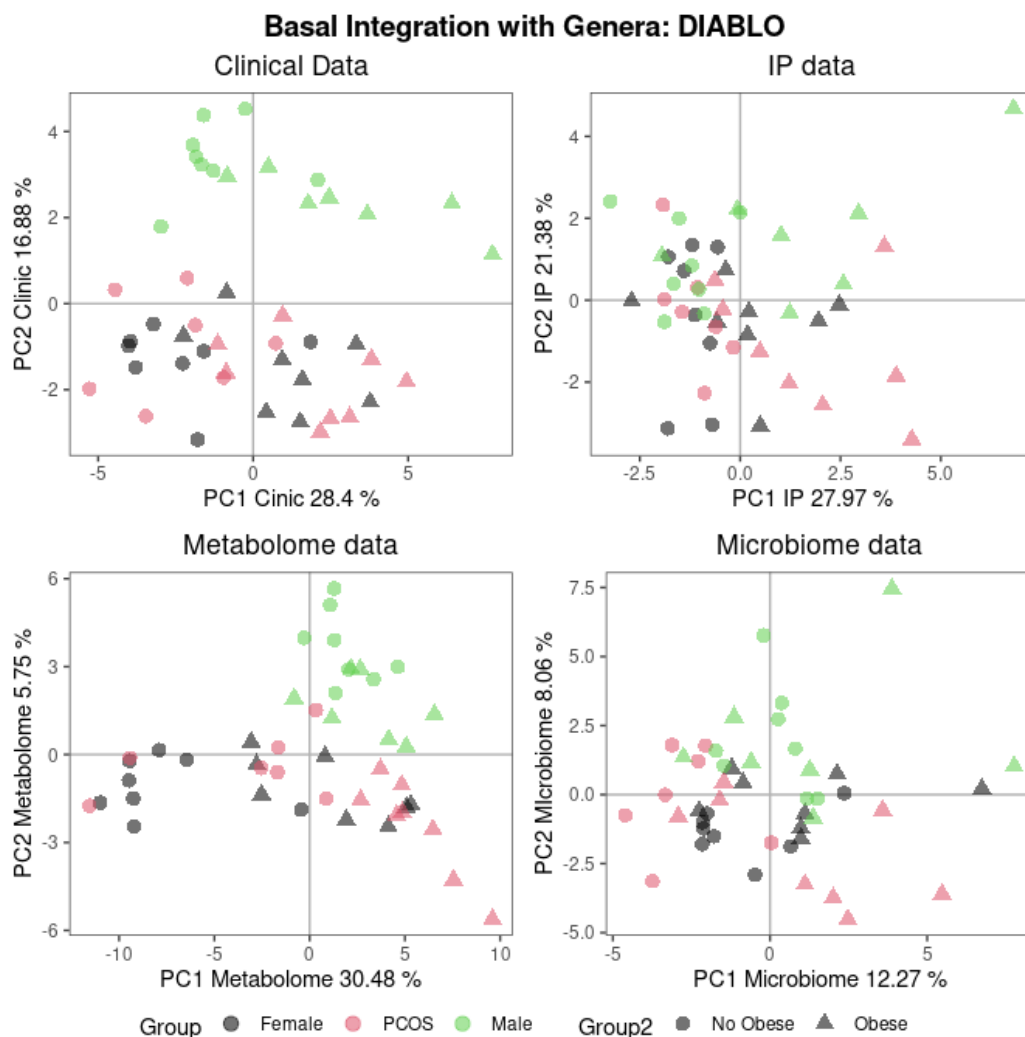 Basal Integration with Genera: DIABLO
Clinical Data
IP data
PC2 Clinic 16.88 %
4
2
0
-2
-5
0
5
PC1 Cinic 28.4 %
PC2 IP 21.38 %
4
2
0
-2
-2.5
0.0
2.5
5.0
PC1 IP 27.97 %
Metabolome data
Microbiome data
PC2 Metabolome 5.75 %
6
3
0
-3
-6
-10
-5
0
5
10
PC1 Metabolome 30.48 %
PC2 MIcrobiome 8.06 %
7.5
5.0
2.5
0.0
-2.5
-5.0
-5
0
5
PC1 Microbiome 12.27 %
Group Female PCOS Male Group2 No Obese Obese